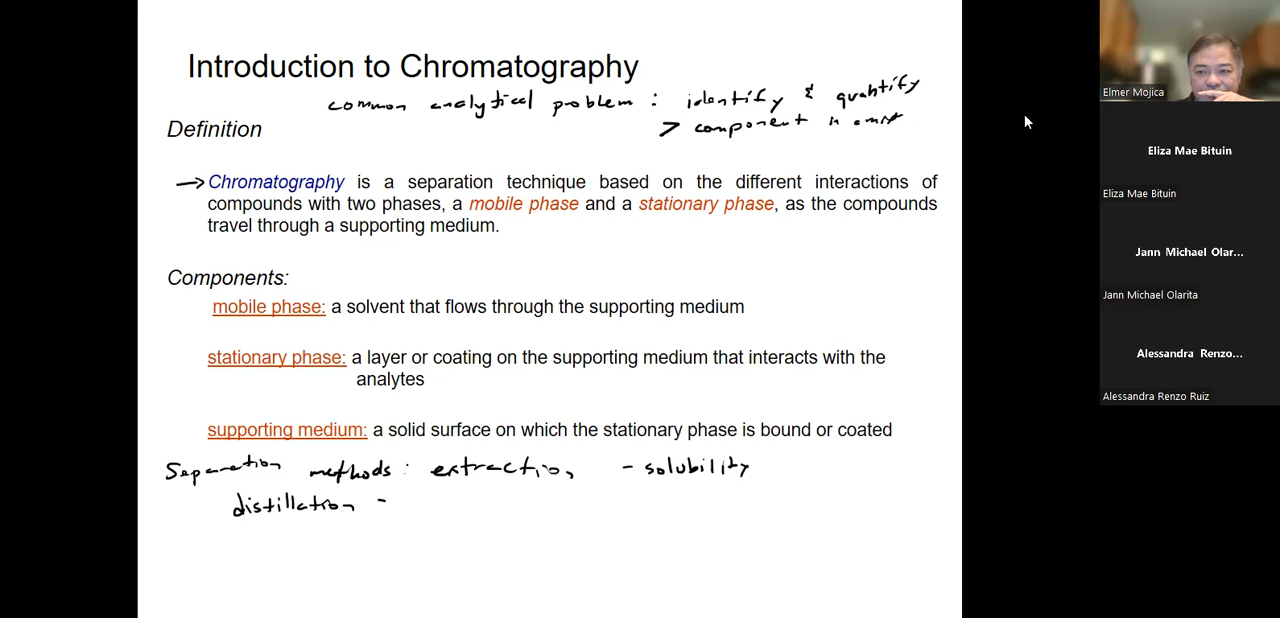 Introduction to Chromatography
common analytical problem : identify & quantify
> component in
Definition
→ Chromatography is a separation technique based on the different interactions of
compounds with two phases, a mobile phase and a stationary phase, as the compounds
travel through a supporting medium.
Components:
mobile phase: a solvent that flows through the supporting medium
stationary phase: a layer or coating on the supporting medium that interacts with the
analytes
supporting medium: a solid surface on which the stationary phase is bound or coated
Separation methods : extraction, - solubility
distillation -
Elmer Mojica
Eliza Mae Bituin
Eliza Mae Bituin
Jann Michael Olar...
Jann Michael Olarita
Alessandra Renzo...
Alessandra Renzo Ruiz